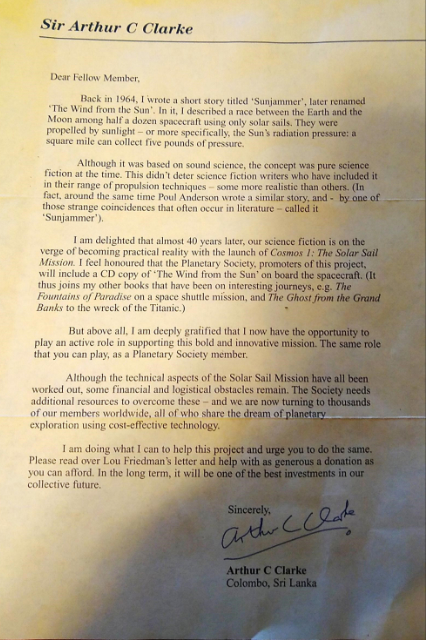 Sir Arthur C Clarke
Dear Fellow Member,
Back in 1964, I wrote a short story titled 'Sunjammer', later renamed
'The Wind from the Sun'. In it, I described a race between the Earth and the
Moon among half a dozen spacecraft using only solar sails. They were
propelled by sunlight – or more specifically, the Sun's radiation pressure: a
square mile can collect five pounds of pressure.
Although it was based on sound science, the concept was pure science
fiction at the time. This didn't deter science fiction writers who have included it
in their range of propulsion techniques – some more realistic than others. (In
fact, around the same time Poul Anderson wrote a similar story, and - by one of
those strange coincidences that often occur in literature – called it
'Sunjammer').
I am delighted that almost 40 years later, our science fiction is on the
verge of becoming practical reality with the launch of Cosmos 1: The Solar Sail
Mission. I feel honoured that the Planetary Society, promoters of this project,
will include a CD copy of 'The Wind from the Sun' on board the spacecraft. (It
thus joins my other books that have been on interesting journeys, e.g. The
Fountains of Paradise on a space shuttle mission, and The Ghost from the Grand
Banks to the wreck of the Titanic.)
But above all, I am deeply gratified that I now have the opportunity to
play an active role in supporting this bold and innovative mission. The same role
that you can play, as a Planetary Society member.
Although the technical aspects of the Solar Sail Mission have all been
worked out, some financial and logistical obstacles remain. The Society needs
additional resources to overcome these – and we are now turning to thousands
of our members worldwide, all of who share the dream of planetary
exploration using cost-effective technology.
I am doing what I can to help this project and urge you to do the same.
Please read over Lou Friedman's letter and help with as generous a donation as
you can afford. In the long term, it will be one of the best investments in our
collective future.
Sincerely,
Arthur C Clarke
Arthur C Clarke
Colombo, Sri Lanka